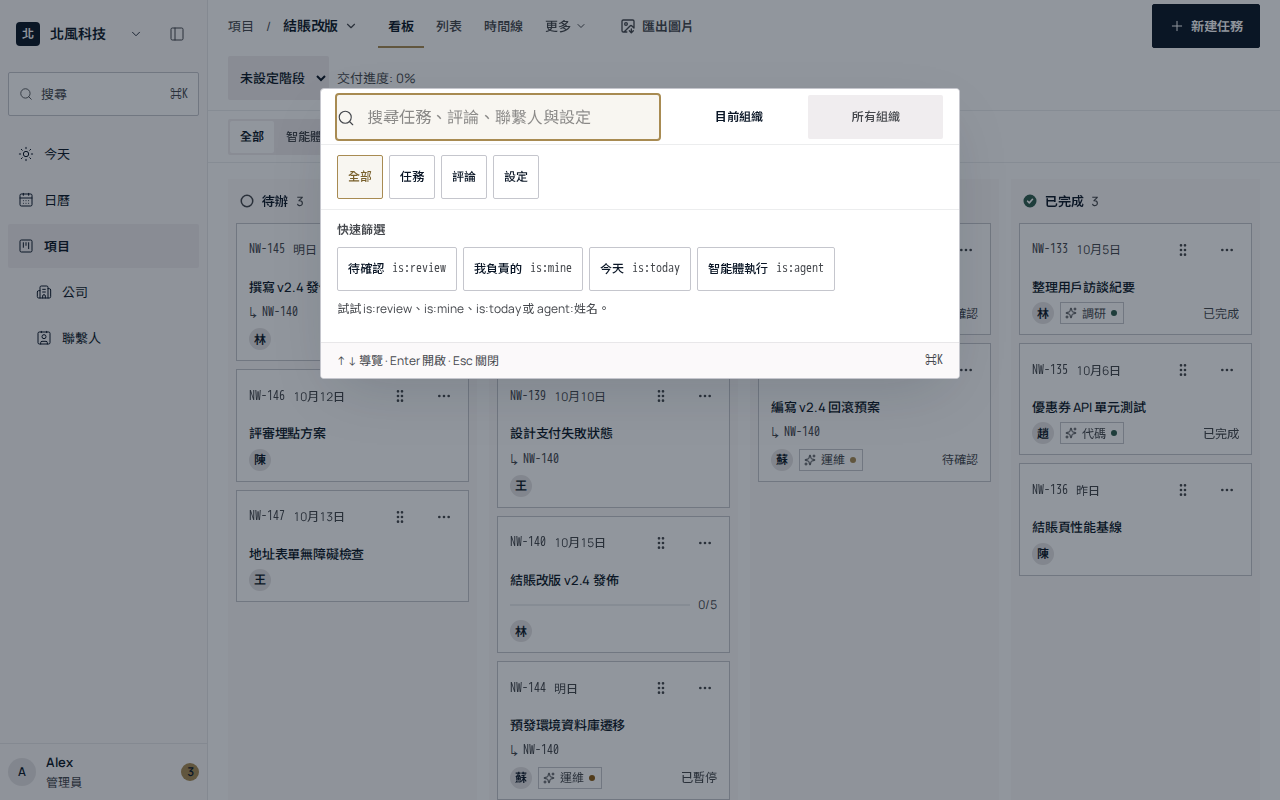 北 北風科技
搜尋 ⌘K
今天
日曆
項目
公司
聯繫人
A Alex
管理員
3
項目 / 結賬改版 看板 列表 時間線 更多 匯出圖片
新建任務
未設定階段 交付進度: 0%
全部 智能體
搜尋任務、評論、聯繫人與設定 目前組織 所有組織
全部 任務 評論 設定
快速篩選
待確認 is:review 我負責的 is:mine 今天 is:today 智能體執行 is:agent
試試 is:review、is:mine、is:today 或 agent:姓名。
↑ ↓ 導覽 · Enter 開啟 · Esc 關閉 ⌘K
待辦 3
NW-145 明日
撰寫 v2.4 發
↳ NW-140
林
NW-146 10月12日
評審埋點方案
陳
NW-147 10月13日
地址表單無障礙檢查
王
NW-139 10月10日
設計支付失敗狀態
↳ NW-140
王
NW-140 10月15日
結賬改版 v2.4 發佈
0/5
林
NW-144 明日
預發環境資料庫遷移
↳ NW-140
蘇 運維 已暫停
確認
編寫 v2.4 回滾預案
↳ NW-140
蘇 運維 待確認
已完成 3
NW-133 10月5日
整理用戶訪談紀要
林 調研 已完成
NW-135 10月6日
優惠券 API 單元測試
趙 代碼 已完成
NW-136 昨日
結賬頁性能基線
陳